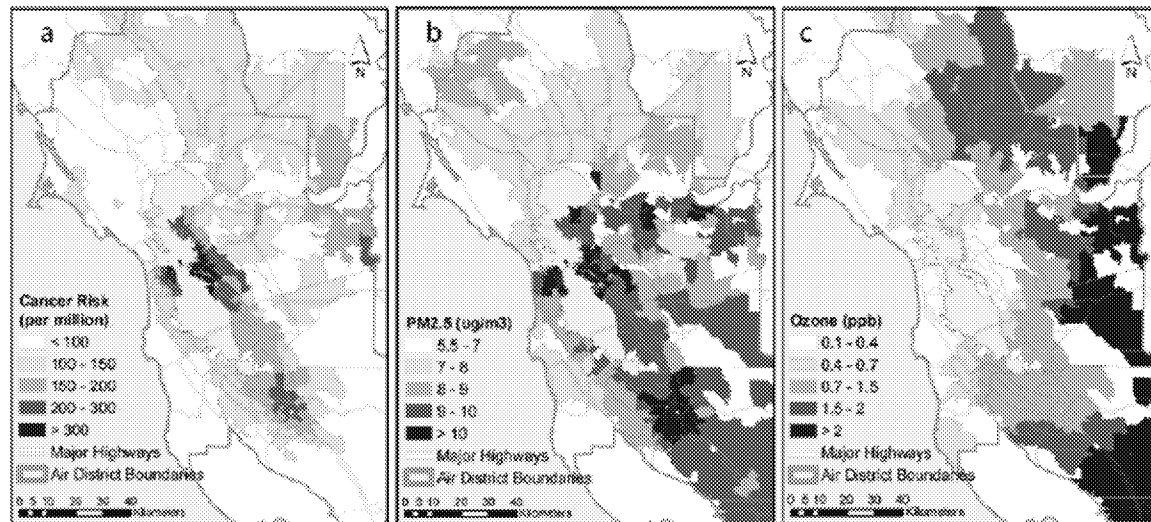 a
N
Cancer Risk
(per million)
< 100
100 - 150
150 - 200
200 - 300
> 300
Major Highways
Air District Boundaries
0 5 10 20 30 40
Kilometers
b
N
PM2.5 (ug/m3)
5.5 - 7
7 - 8
8 - 9
9 - 10
> 10
Major Highways
Air District Boundaries
0 5 10 20 30 40
Kilometers
c
N
Ozone (ppb)
0.1 - 0.4
0.4 - 0.7
0.7 - 1.5
1.5 - 2
> 2
Major Highways
Air District Boundaries
0 5 10 20 30 40
Kilometers